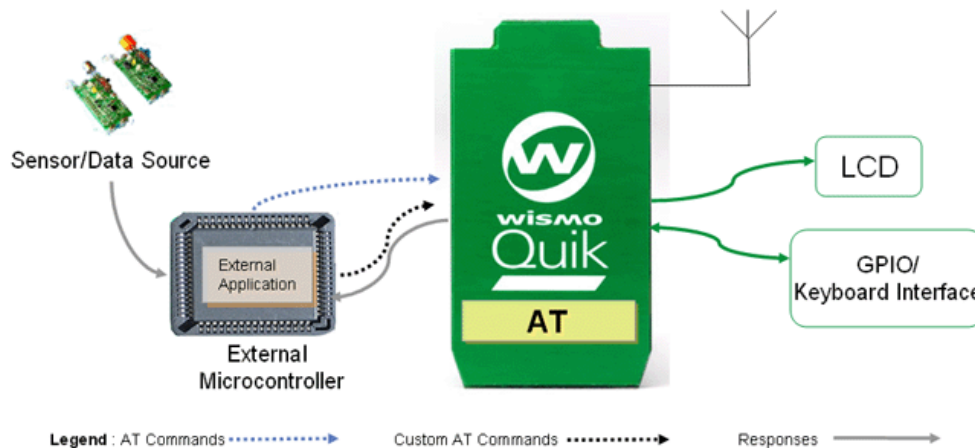 Sensor/Data Source
External
Application
External
Microcontroller
W
wismo
Quik
AT
LCD
GPIO/
Keyboard Interface
Legend : AT Commands
Custom AT Commands
Responses